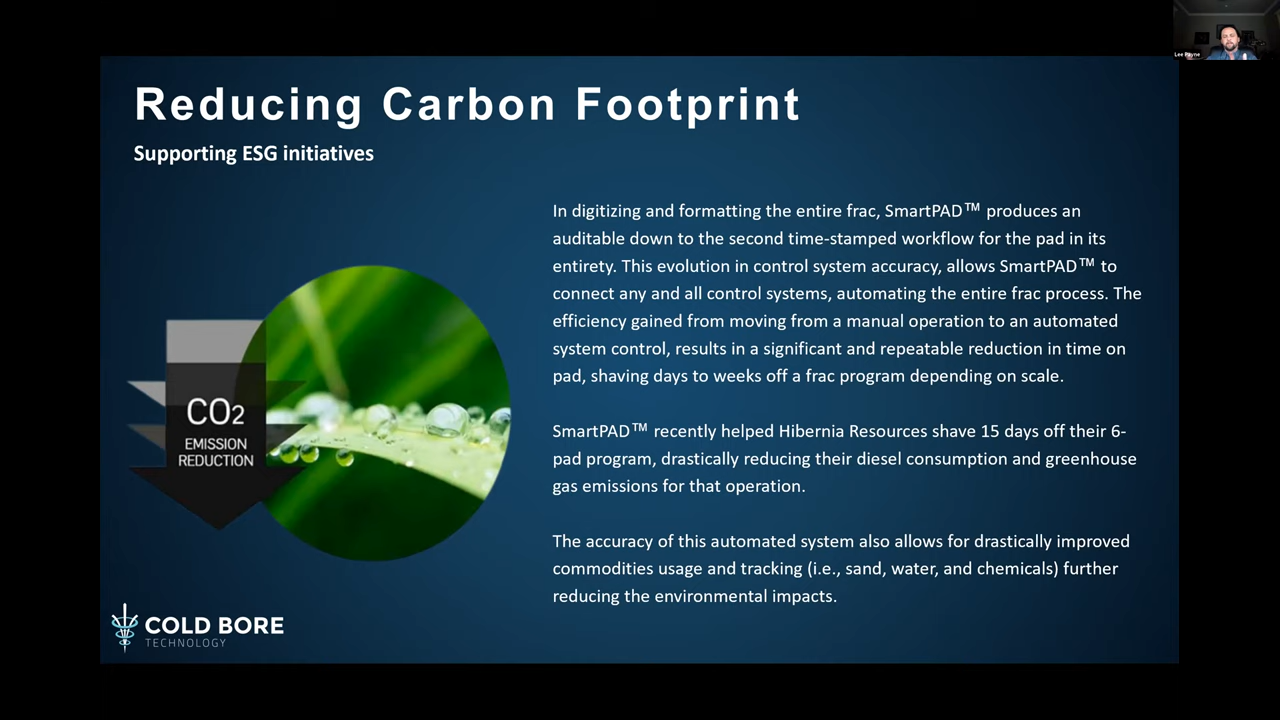 Lee Payne
Reducing Carbon Footprint
Supporting ESG initiatives
In digitizing and formatting the entire frac, SmartPAD™ produces an
auditable down to the second time-stamped workflow for the pad in its
entirety. This evolution in control system accuracy, allows SmartPAD™ to
connect any and all control systems, automating the entire frac process. The
efficiency gained from moving from a manual operation to an automated
system control, results in a significant and repeatable reduction in time on
pad, shaving days to weeks off a frac program depending on scale.
SmartPAD™ recently helped Hibernia Resources shave 15 days off their 6-
pad program, drastically reducing their diesel consumption and greenhouse
gas emissions for that operation.
The accuracy of this automated system also allows for drastically improved
commodities usage and tracking (i.e., sand, water, and chemicals) further
reducing the environmental impacts.
CO2
EMISSION
REDUCTION
COLD BORE
TECHNOLOGY